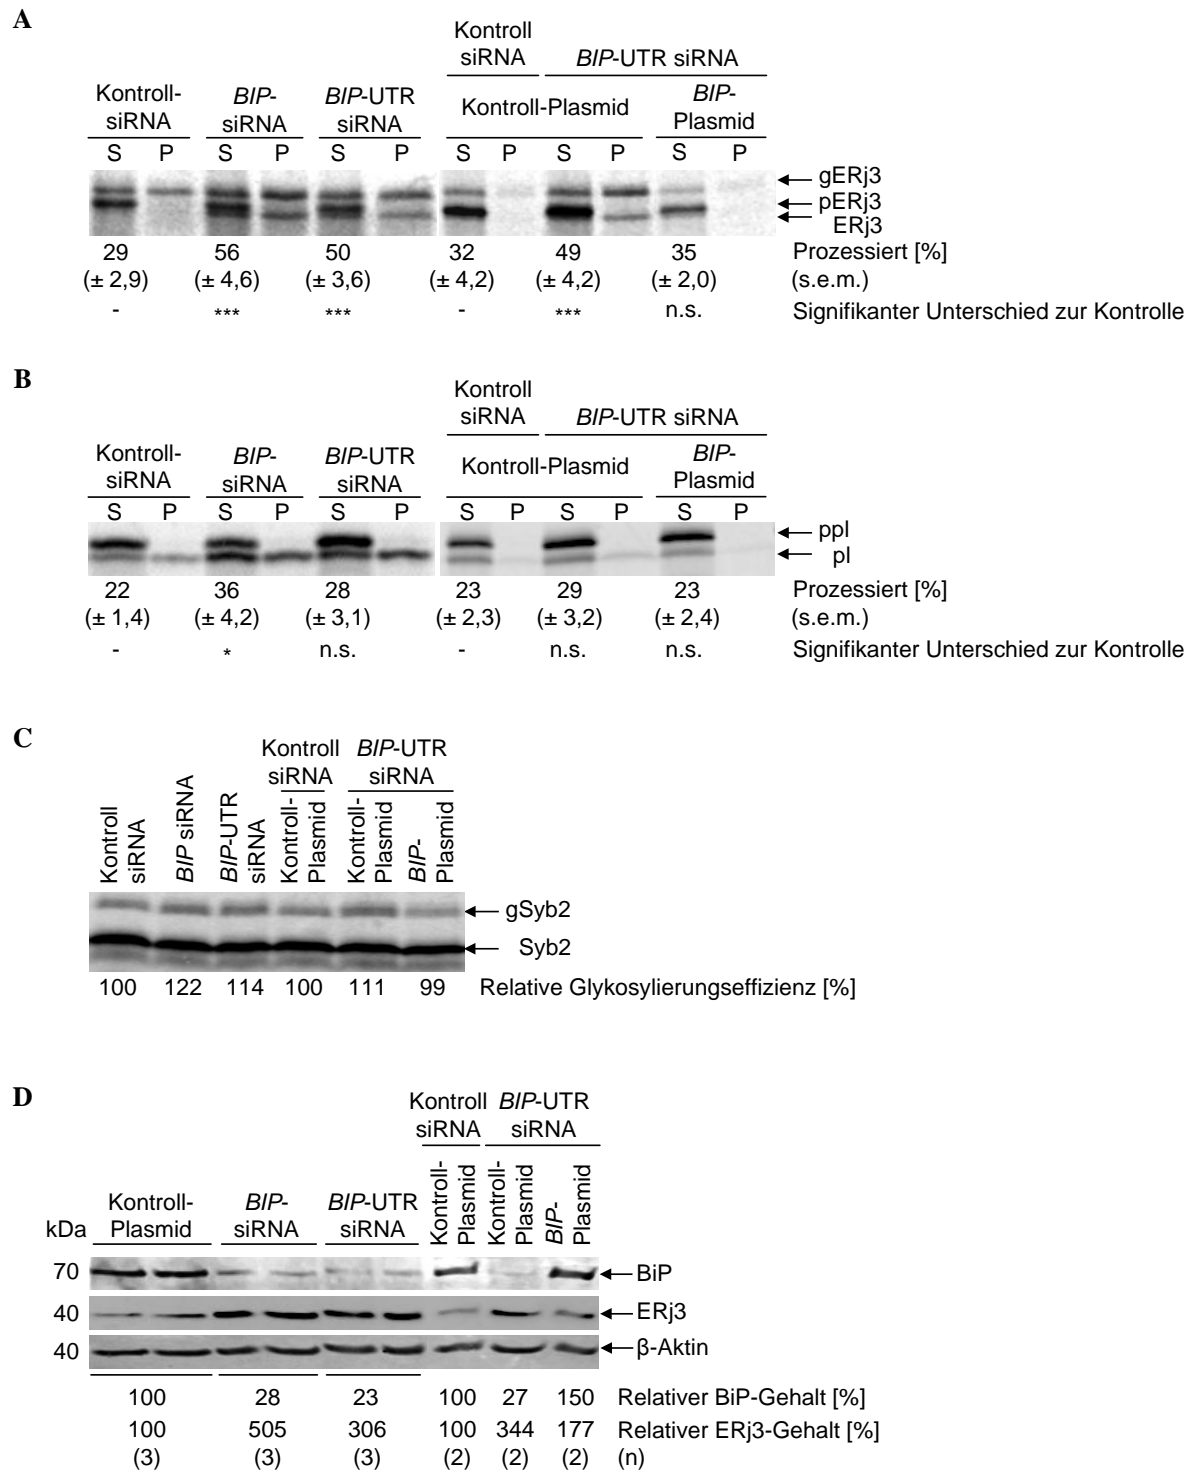 A
Kontroll
siRNA
BIP-UTR siRNA
Kontroll-
siRNA
BIP-
siRNA
BIP-UTR
siRNA
Kontroll-Plasmid
BIP-
Plasmid
S P S P S P S P S P S P
gERj3
pERj3
ERj3
29 56 50 32 49 35 Prozessiert [%]
(± 2,9) (± 4,6) (± 3,6) (± 4,2) (± 4,2) (± 2,0) (s.e.m.)
- *** *** - *** n.s. Signifikanter Unterschied zur Kontrolle
B
Kontroll
siRNA
BIP-UTR siRNA
Kontroll-
siRNA
BIP-
siRNA
BIP-UTR
siRNA
Kontroll-Plasmid
BIP-
Plasmid
S P S P S P S P S P S P
ppl
pl
22 36 28 23 29 23 Prozessiert [%]
(± 1,4) (± 4,2) (± 3,1) (± 2,3) (± 3,2) (± 2,4) (s.e.m.)
- * n.s. - n.s. n.s. Signifikanter Unterschied zur Kontrolle
C
Kontroll
siRNA
BIP-UTR
siRNA
Kontroll
siRNA
BIP siRNA
BIP-UTR
siRNA
Kontroll-
Plasmid
Kontroll-
Plasmid
BIP-
Plasmid
gSyb2
Syb2
100 122 114 100 111 99 Relative Glykosylierungseffizienz [%]
D
Kontroll
siRNA
BIP-UTR
siRNA
kDa
Kontroll-
Plasmid
BIP-
siRNA
BIP-UTR
siRNA
Kontroll-
Plasmid
Kontroll-
Plasmid
BIP-
Plasmid
70 BiP
40 ERj3
40 β-Aktin
100 28 23 100 27 150 Relativer BiP-Gehalt [%]
100 505 306 100 344 177 Relativer ERj3-Gehalt [%]
(3) (3) (3) (2) (2) (2) (n)